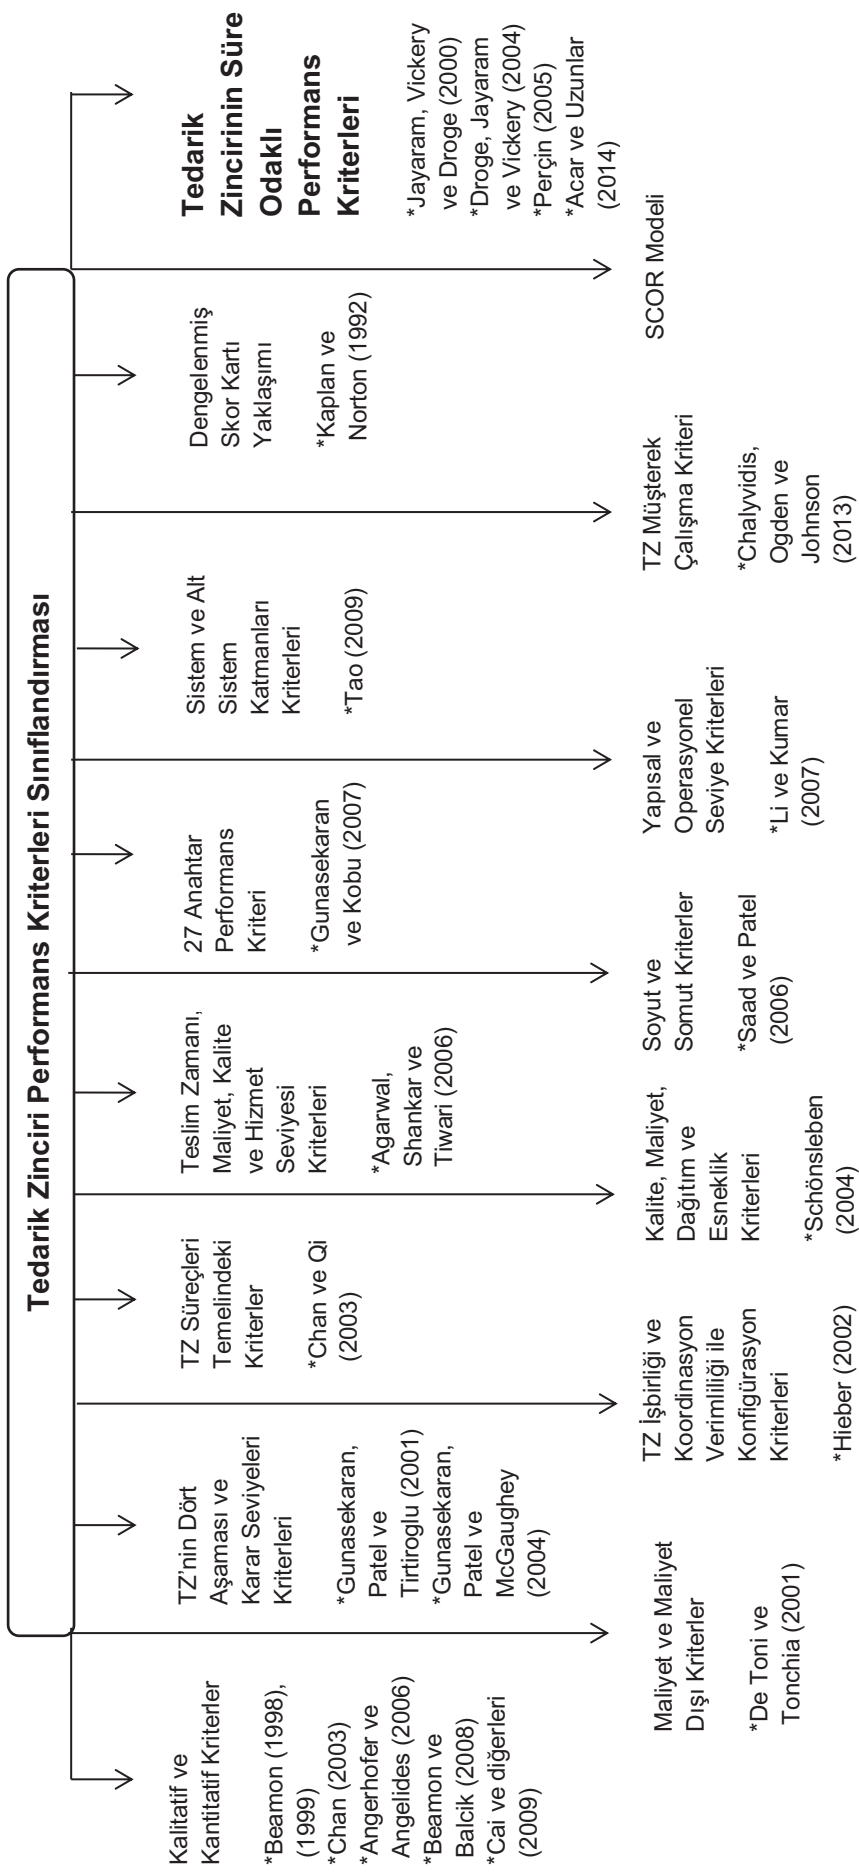 Tedarik Zinciri Performans Kriterleri Sınıflandırması
Kalitatif ve
Kantitatif Kriterler
*Beamon (1998),
(1999)
*Chan (2003)
*Angerhofer ve
Angelides (2006)
*Beamon ve
Balcik (2008)
*Cai ve diğerleri
(2009)
TZ'nin Dört
Aşaması ve
Karar Seviyeleri
Kriterleri
*Gunasekaran,
Patel ve
Tirtiroglu (2001)
*Gunasekaran,
Patel ve
McGaughey
(2004)
TZ Süreçleri
Temelindeki
Kriterler
*Chan ve Qi
(2003)
Teslim Zamanı,
Maliyet, Kalite
ve Hizmet
Seviyesi
Kriterleri
*Agarwal,
Shankar ve
Tiwari (2006)
27 Anahtar
Performans
Kriteri
*Gunasekaran
ve Kobu (2007)
Sistem ve Alt
Sistem
Katmanları
Kriterleri
*Tao (2009)
Dengelenmiş
Skor Kartı
Yaklaşımı
*Kaplan ve
Norton (1992)
Tedarik
Zincirinin Süre
Odaklı
Performans
Kriterleri
*Jayaram, Vickery
ve Droge (2000)
*Droge, Jayaram
ve Vickery (2004)
*Perçin (2005)
*Acar ve Uzunlar
(2014)
Maliyet ve Maliyet
Dışı Kriterler
*De Toni ve
Tonchia (2001)
TZ İşbirliği ve
Koordinasyon
Verimliliği ile
Konfigürasyon
Kriterleri
*Hieber (2002)
Kalite, Maliyet,
Dağıtım ve
Esneklik
Kriterleri
*Schönsleben
(2004)
Soyut ve
Somut Kriterler
*Saad ve Patel
(2006)
Yapısal ve
Operasyonel
Seviye Kriterleri
*Li ve Kumar
(2007)
TZ Müşterek
Çalışma Kriteri
*Chalyvidis,
Ogden ve
Johnson
(2013)
SCOR Modeli